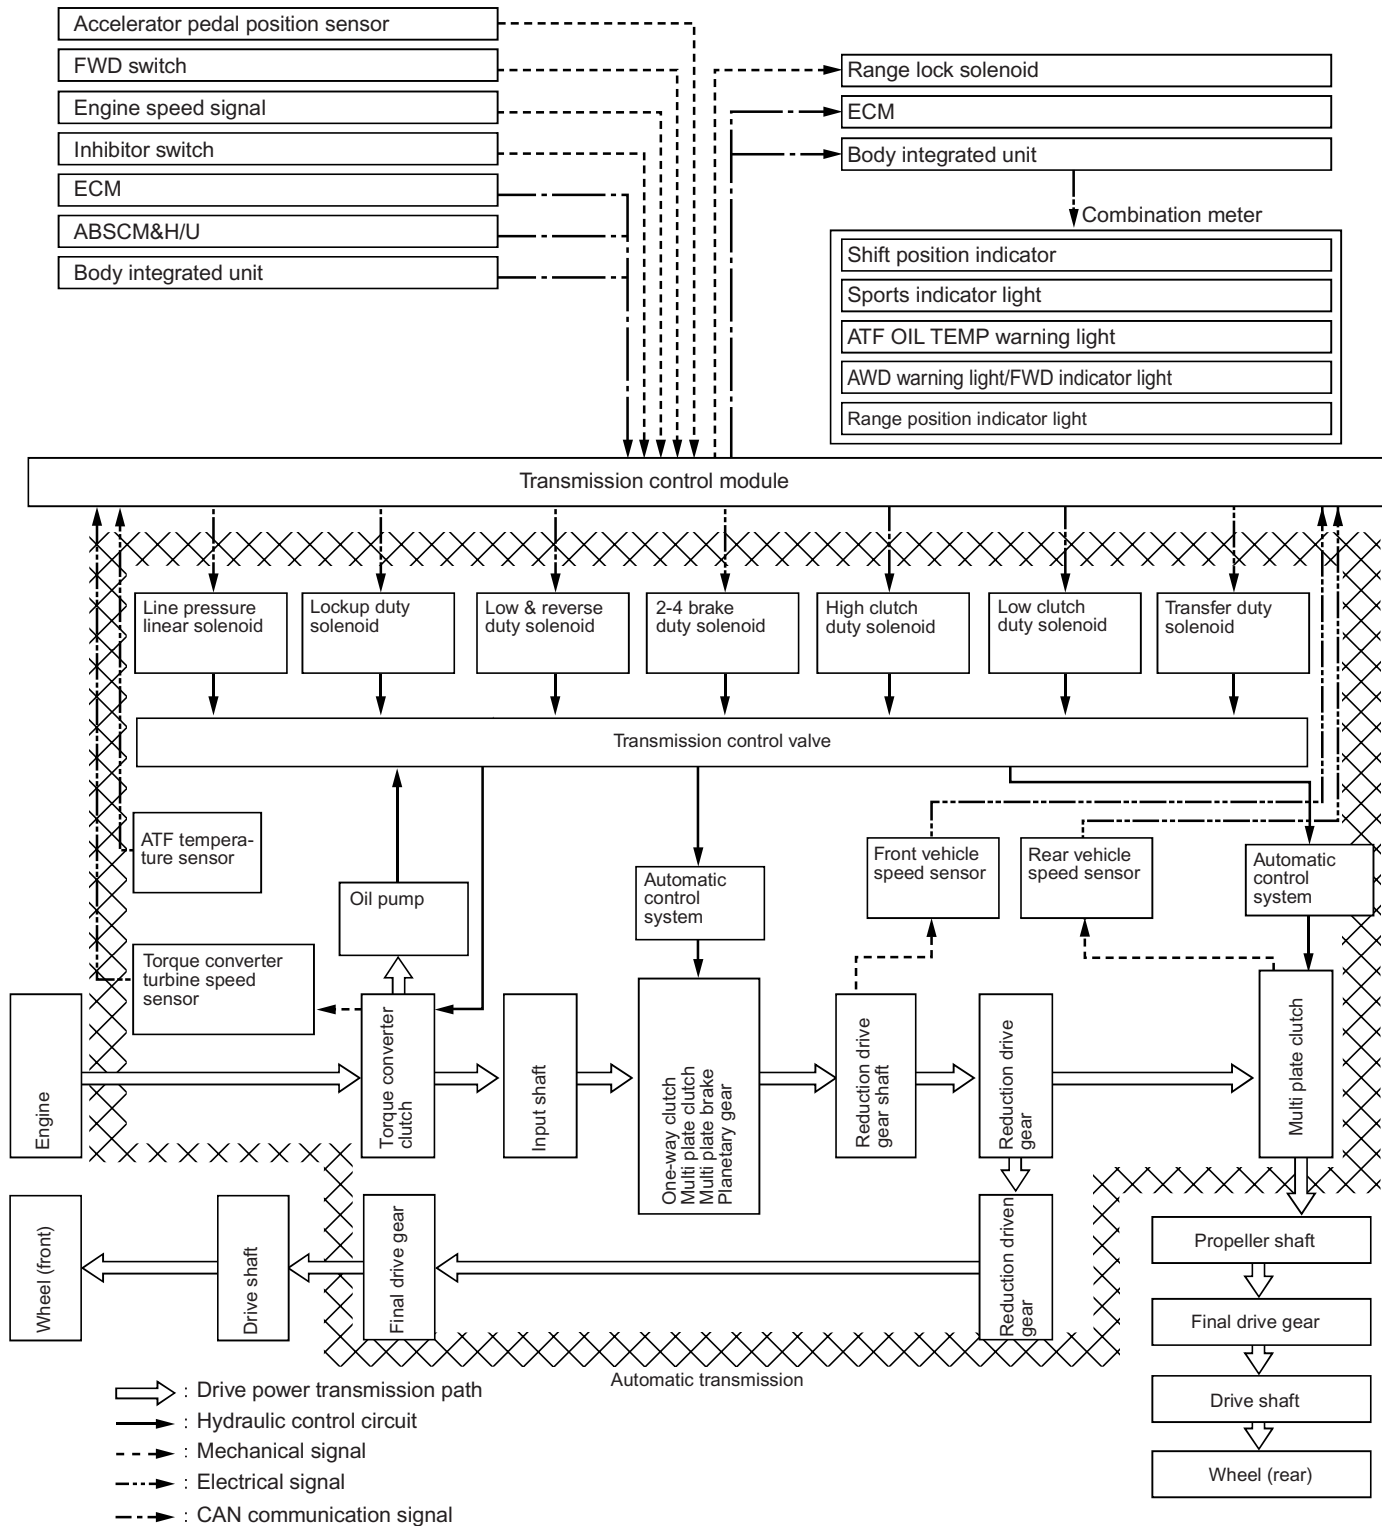 Accelerator pedal position sensor
FWD switch
Engine speed signal
Inhibitor switch
ECM
ABSCM&H/U
Body integrated unit
Range lock solenoid
ECM
Body integrated unit
Combination meter
Shift position indicator
Sports indicator light
ATF OIL TEMP warning light
AWD warning light/FWD indicator light
Range position indicator light
Transmission control module
Line pressure
linear solenoid
Lockup duty
solenoid
Low & reverse
duty solenoid
2-4 brake
duty solenoid
High clutch
duty solenoid
Low clutch
duty solenoid
Transfer duty
solenoid
Transmission control valve
ATF tempera-
ture sensor
Oil pump
Automatic
control
system
Front vehicle
speed sensor
Rear vehicle
speed sensor
Automatic
control
system
Torque converter
turbine speed
sensor
Engine
Torque converter
clutch
Input shaft
One-way clutch
Multi plate clutch
Multi plate brake
Planetary gear
Reduction drive
gear shaft
Reduction drive
gear
Multi plate clutch
Wheel (front)
Drive shaft
Final drive gear
Reduction driven
gear
Propeller shaft
Final drive gear
Drive shaft
Wheel (rear)
Automatic transmission
: Drive power transmission path
: Hydraulic control circuit
: Mechanical signal
: Electrical signal
: CAN communication signal